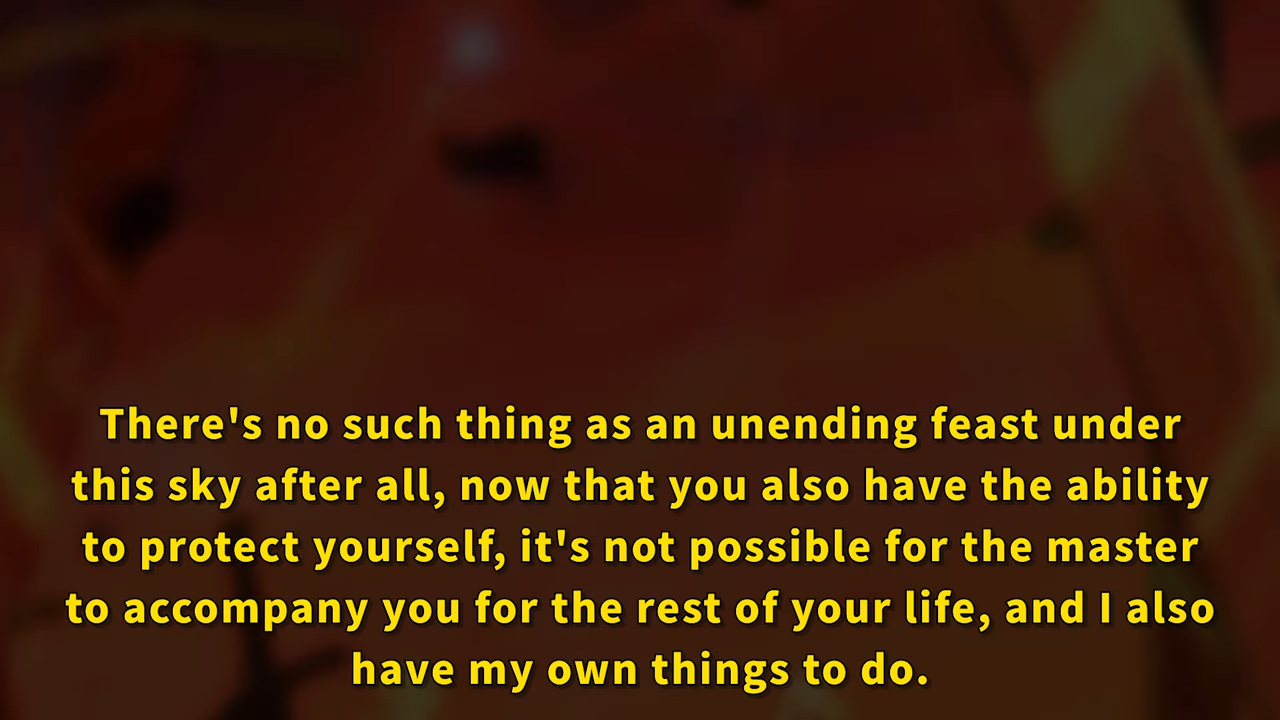 There's no such thing as an unending feast under
this sky after all, now that you also have the ability
to protect yourself, it's not possible for the master
to accompany you for the rest of your life, and I also
have my own things to do.